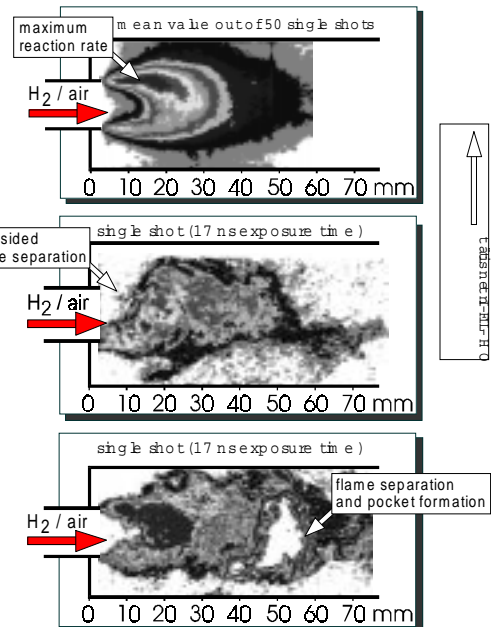 mean value out of 50 single shots
maximum
reaction rate
H2 / air
0 10 20 30 40 50 60 70 mm
single shot (17 ns exposure time)
sided
e separation
H2 / air
0 10 20 30 40 50 60 70 mm
single shot (17 ns exposure time)
H2 / air
flame separation
and pocket formation
0 10 20 30 40 50 60 70 mm